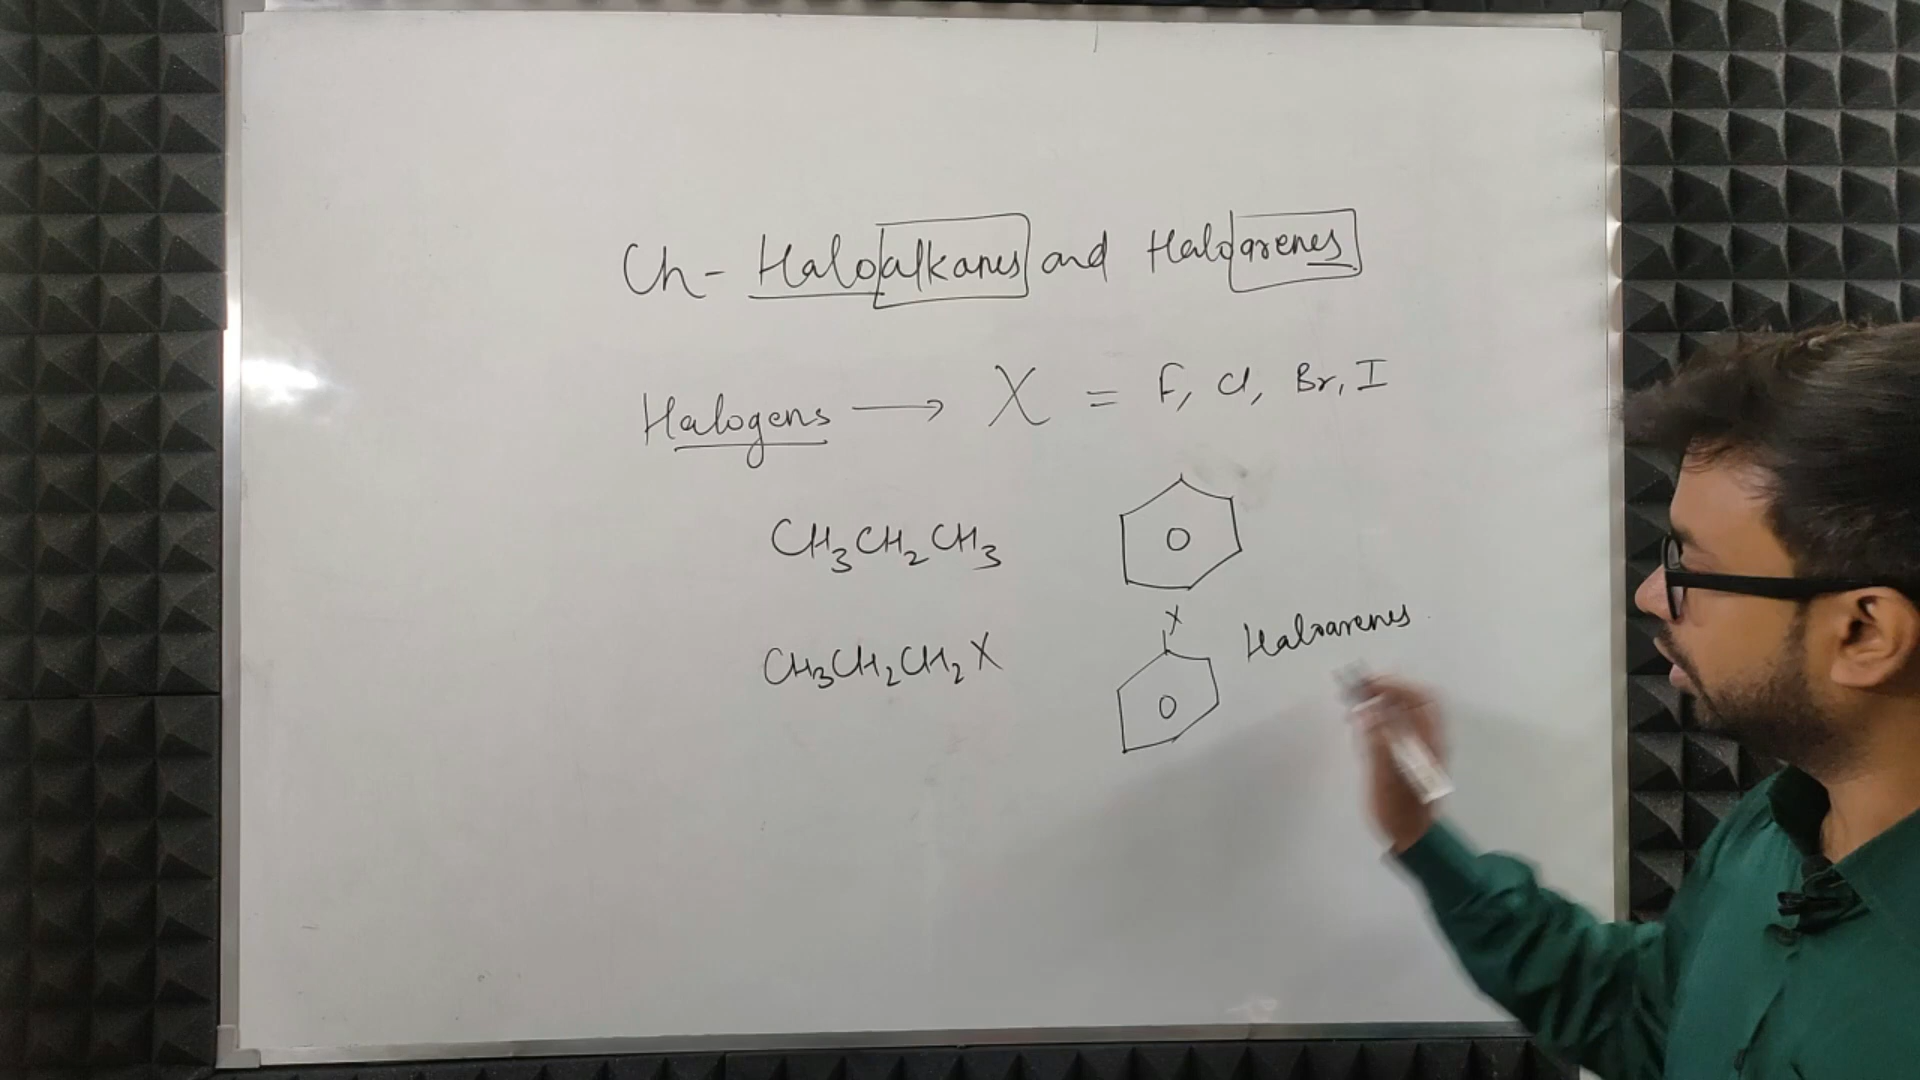 Ch- Haloalkanes and Haloarenes
Halogens → X = F, Cl, Br, I
CH₃CH₂CH₃
X
Haloarenes
CH₃CH₂CH₂X